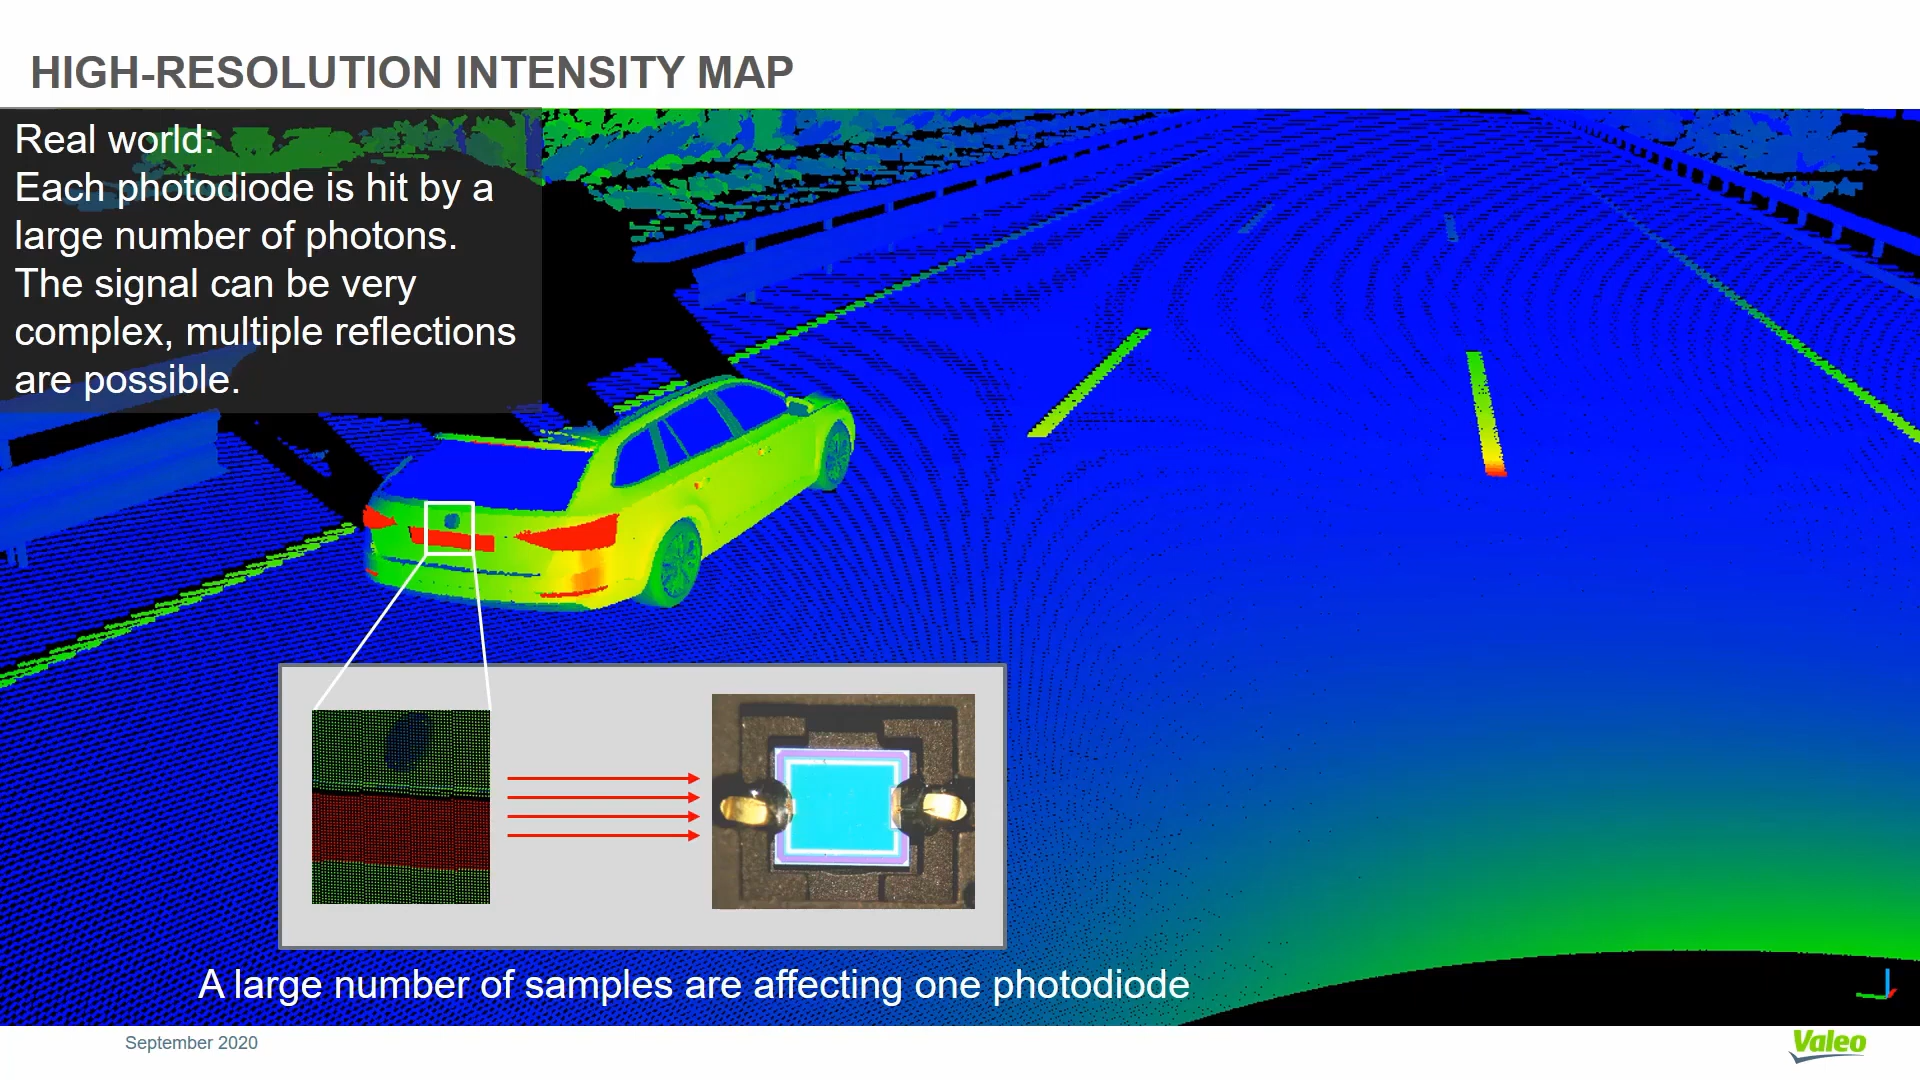 HIGH-RESOLUTION INTENSITY MAP
Real world:
Each photodiode is hit by a
large number of photons.
The signal can be very
complex, multiple reflections
are possible.
A large number of samples are affecting one photodiode
September 2020
Valeo